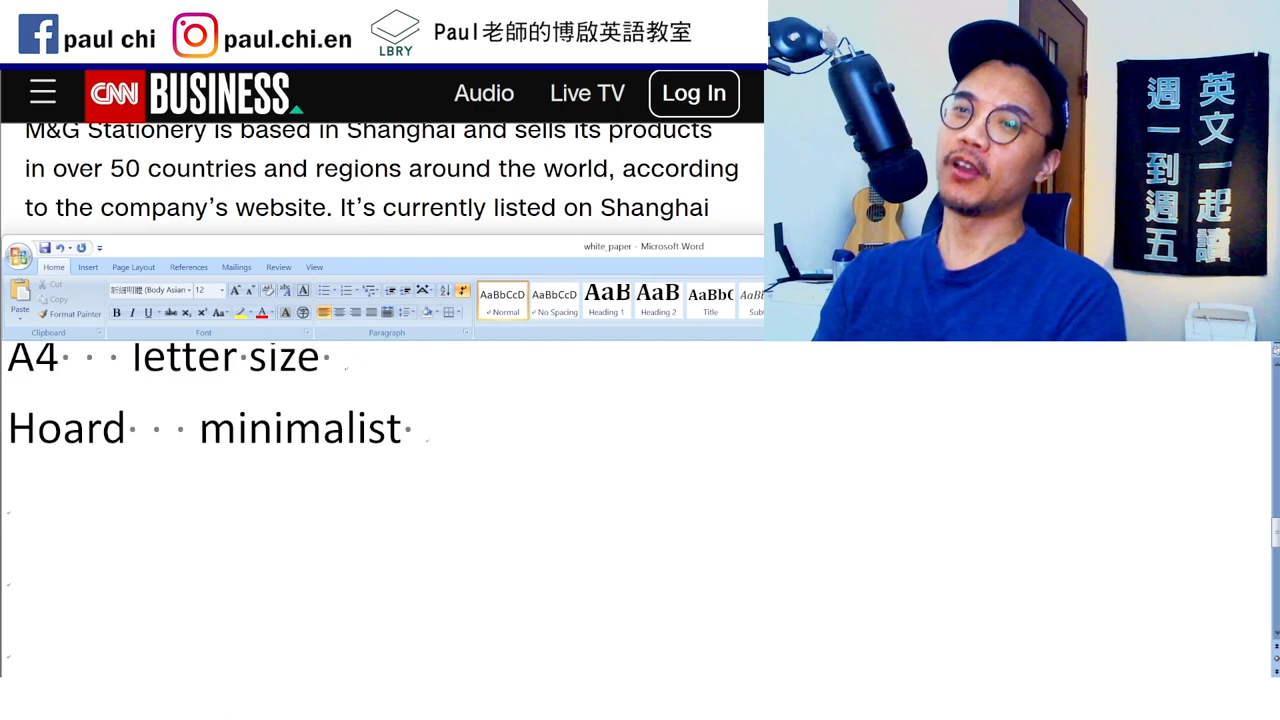 paul chi
paul.chi.en
LBRY
Paul老師的博啟英語教室
CNN BUSINESS
Audio
Live TV
Log In
M&G Stationery is based in Shanghai and sells its products
in over 50 countries and regions around the world, according
to the company's website. It's currently listed on Shanghai
white_paper - Microsoft Word
Home Insert Page Layout References Mailings Review View
Cut
Copy
Format Painter
Paste
新細明體 (Body Asian
12
AaBbCcD AaBbCcD AaBb AaB AaBbC
Normal No Spacing Heading 1 Heading 2 Title
Clipboard Font Paragraph
A4 letter size
Hoard minimalist
英文一起讀
週一到週五